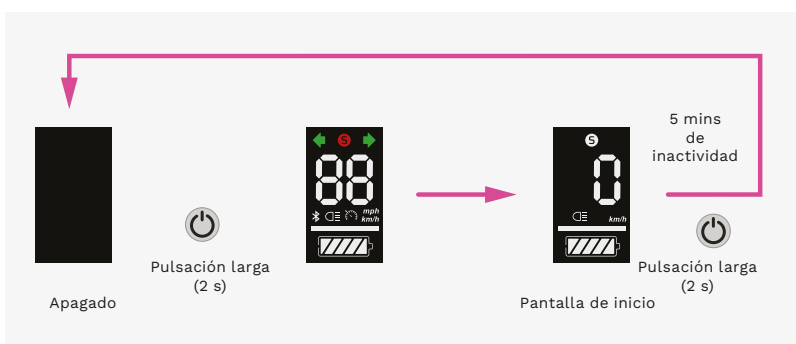 5 mins
de
inactividad
S
88
mph
km/h
S
0
km/h
Pulsación larga
(2 s)
Pulsación larga
(2 s)
Apagado
Pantalla de inicio